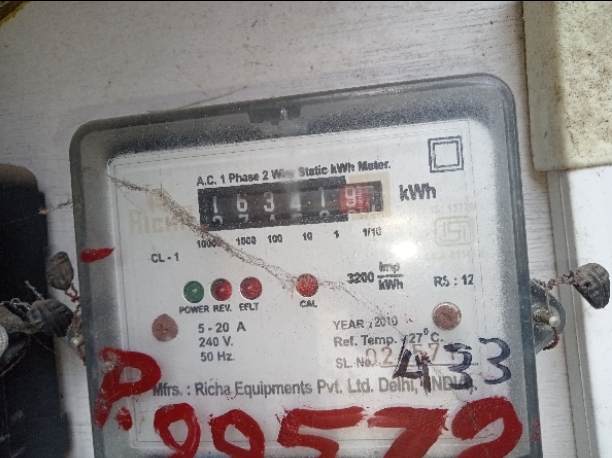 A.C. 1 Phase 2 Wire Static kWh Meter.
1 6 3 4 1 9 kWh
10000 1000 100 10 1 1/10
CL - 1
3200 Imp/kWh RS : 12
POWER REV. EFLT CAL
5 - 20 A
240 V.
50 Hz.
YEAR : 2010
Ref. Temp. : 27°C.
SL No.
433
Mfrs. : Richa Equipments Pvt. Ltd. Delhi, INDIA,
P.
99572